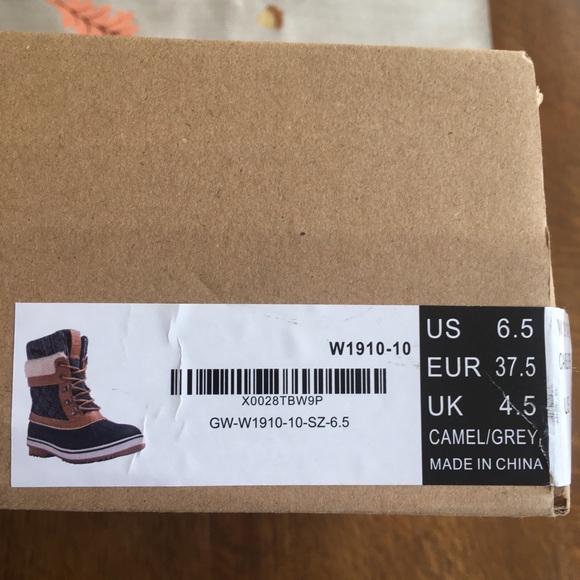 W1910-10
X0028TBW9P
GW-W1910-10-SZ-6.5
US 6.5
EUR 37.5
UK 4.5
CAMEL/GREY
MADE IN CHINA